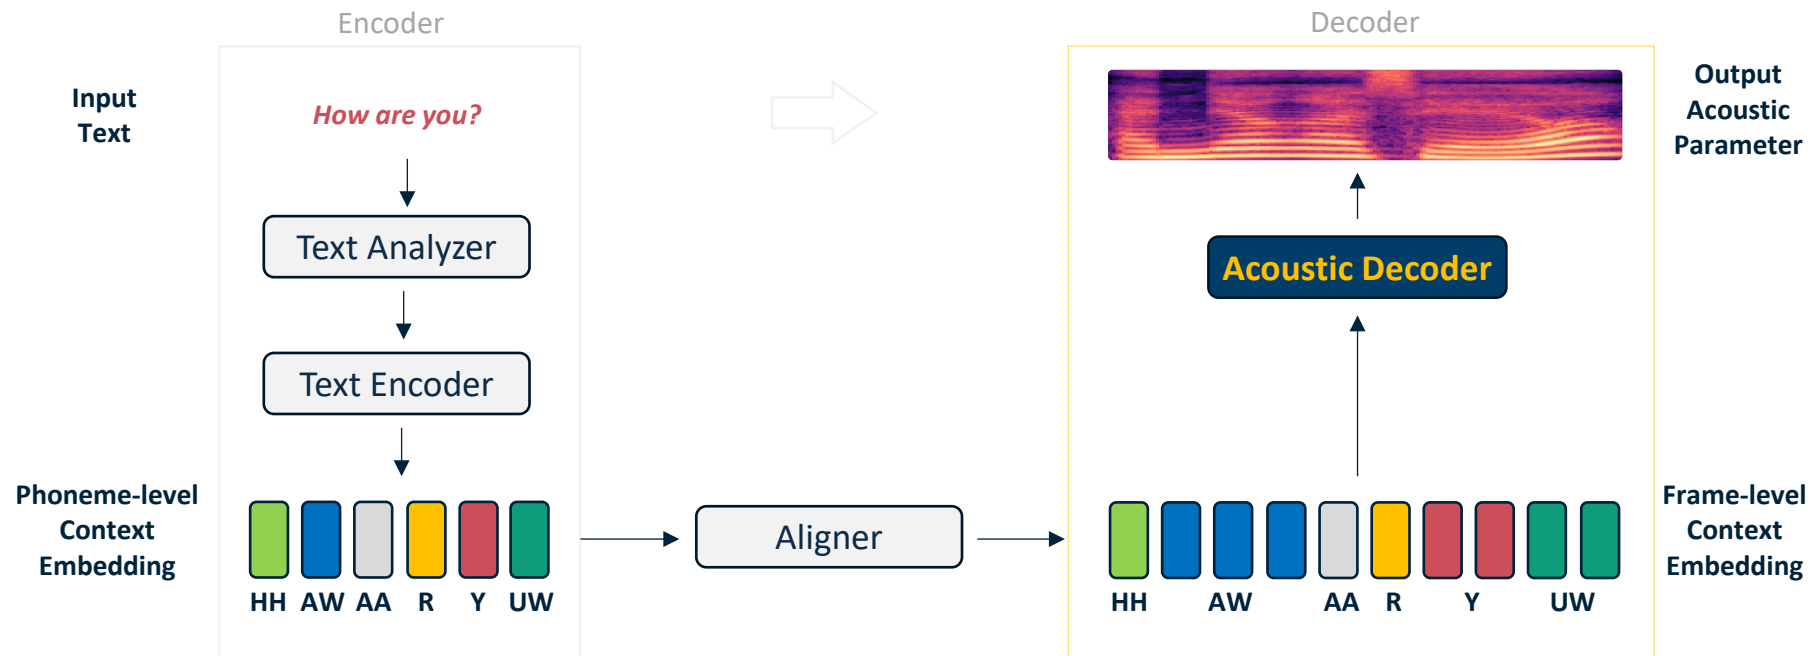 Encoder
Decoder
Input
Text
How are you?
Output
Acoustic
Parameter
Text Analyzer
Acoustic Decoder
Text Encoder
Phoneme-level
Context
Embedding
Aligner
Frame-level
Context
Embedding
HH AW AA R Y UW
HH AW AA R Y UW